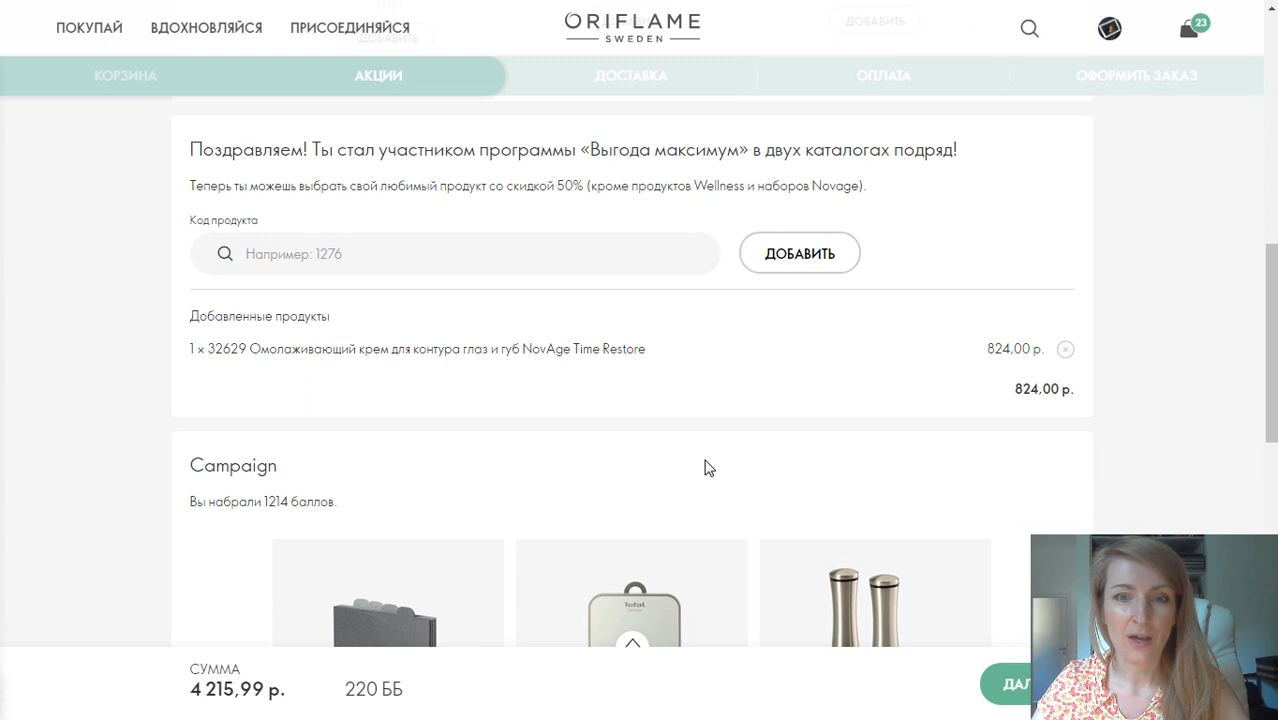 31401
ДОБАВИТЬ
ДОБАВИТЬ
ПОКУПАЙ
ВДОХНОВЛЯЙСЯ
ПРИСОЕДИНЯЙСЯ
ORIFLAME
SWEDEN
23
КОРЗИНА
АКЦИИ
ДОСТАВКА
ОПЛАТА
ОФОРМИТЬ ЗАКАЗ
Поздравляем! Ты стал участником программы «Выгода максимум» в двух каталогах подряд!
Теперь ты можешь выбрать свой любимый продукт со скидкой 50% (кроме продуктов Wellness и наборов Novage).
Код продукта
Например: 1276
ДОБАВИТЬ
Добавленные продукты
1 × 32629 Омолаживающий крем для контура глаз и губ NovAge Time Restore
824,00 р.
824,00 р.
Campaign
Вы набрали 1214 баллов.
Tefal
СУММА
4 215,99 р.
220 ББ